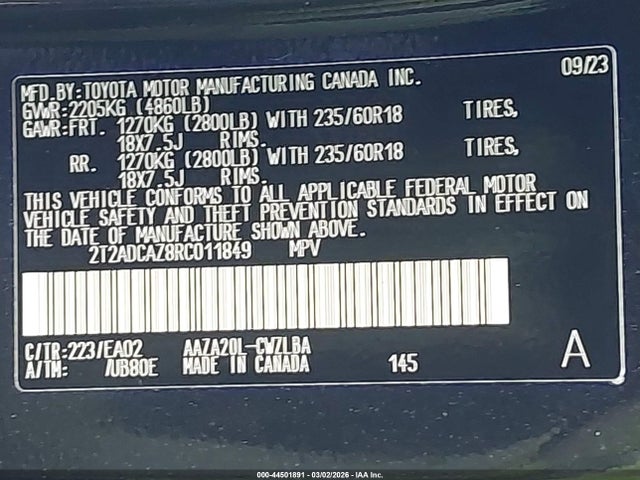 09/23
MFD.BY:TOYOTA MOTOR MANUFACTURING CANADA INC.
GVWR:2205KG (4860LB)
GAWR:FRT. 1270KG (2800LB) WITH 235/60R18 TIRES,
18X7.5J RIMS.
RR. 1270KG (2800LB) WITH 235/60R18 TIRES,
18X7.5J RIMS.
THIS VEHICLE CONFORMS TO ALL APPLICABLE FEDERAL MOTOR
VEHICLE SAFETY AND THEFT PREVENTION STANDARDS IN EFFECT ON
THE DATE OF MANUFACTURE SHOWN ABOVE.
2T2ADCAZ8RC011849 MPV
C/TR:223/EA02 AAZA20L-CWZLBA
A/TM: /UB80E MADE IN CANADA 145 A
000-44501891 - 03/02/2026 - IAA Inc.